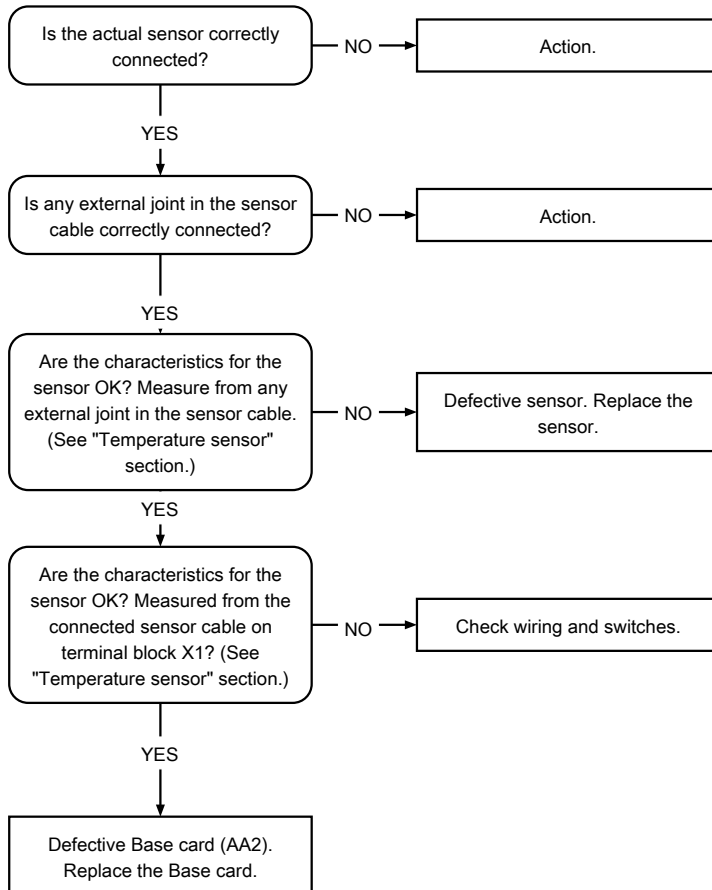 Is the actual sensor correctly
connected?
NO
Action.
YES
Is any external joint in the sensor
cable correctly connected?
NO
Action.
YES
Are the characteristics for the
sensor OK? Measure from any
external joint in the sensor cable.
(See "Temperature sensor"
section.)
NO
Defective sensor. Replace the
sensor.
YES
Are the characteristics for the
sensor OK? Measured from the
connected sensor cable on
terminal block X1? (See
"Temperature sensor" section.)
NO
Check wiring and switches.
YES
Defective Base card (AA2).
Replace the Base card.